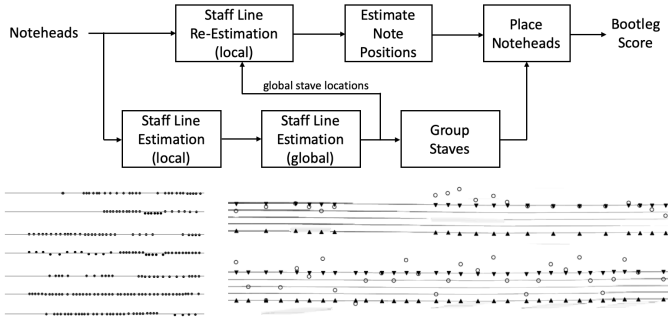 Noteheads
Staff Line
Re-Estimation
(local)
Estimate
Note
Positions
Place
Noteheads
Bootleg
Score
global stave locations
Staff Line
Estimation
(local)
Staff Line
Estimation
(global)
Group
Staves